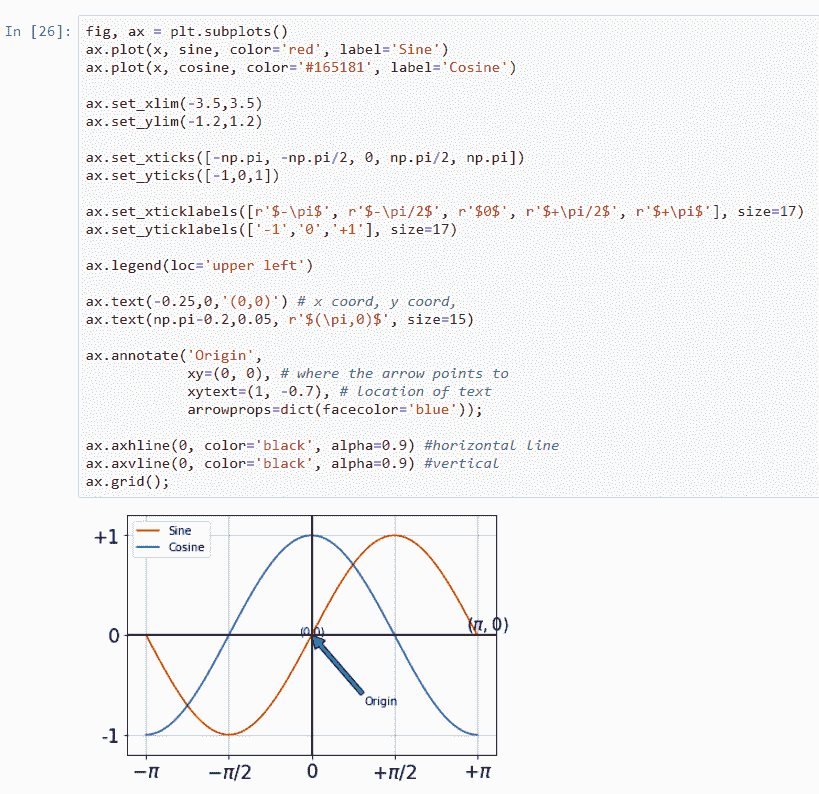 In [26]: fig, ax = plt.subplots()
ax.plot(x, sine, color='red', label='Sine')
ax.plot(x, cosine, color='#165181', label='Cosine')
ax.set_xlim(-3.5,3.5)
ax.set_ylim(-1.2,1.2)
ax.set_xticks([-np.pi, -np.pi/2, 0, np.pi/2, np.pi])
ax.set_yticks([-1,0,1])
ax.set_xticklabels([r'$-\pi$', r'$-\pi/2$', r'$0$', r'$+\pi/2$', r'$+\pi$'], size=17)
ax.set_yticklabels(['-1','0','+1'], size=17)
ax.legend(loc='upper left')
ax.text(-0.25,0,'(0,0)') # x coord, y coord,
ax.text(np.pi-0.2,0.05, r'$(\pi,0)$', size=15)
ax.annotate('Origin',
xy=(0, 0), # where the arrow points to
xytext=(1, -0.7), # location of text
arrowprops=dict(facecolor='blue'));
ax.axhline(0, color='black', alpha=0.9) #horizontal line
ax.axvline(0, color='black', alpha=0.9) #vertical
ax.grid();
Sine
+1
Cosine
(0,0)
(π, 0)
0
Origin
-1
−π −π/2 0 +π/2 +π